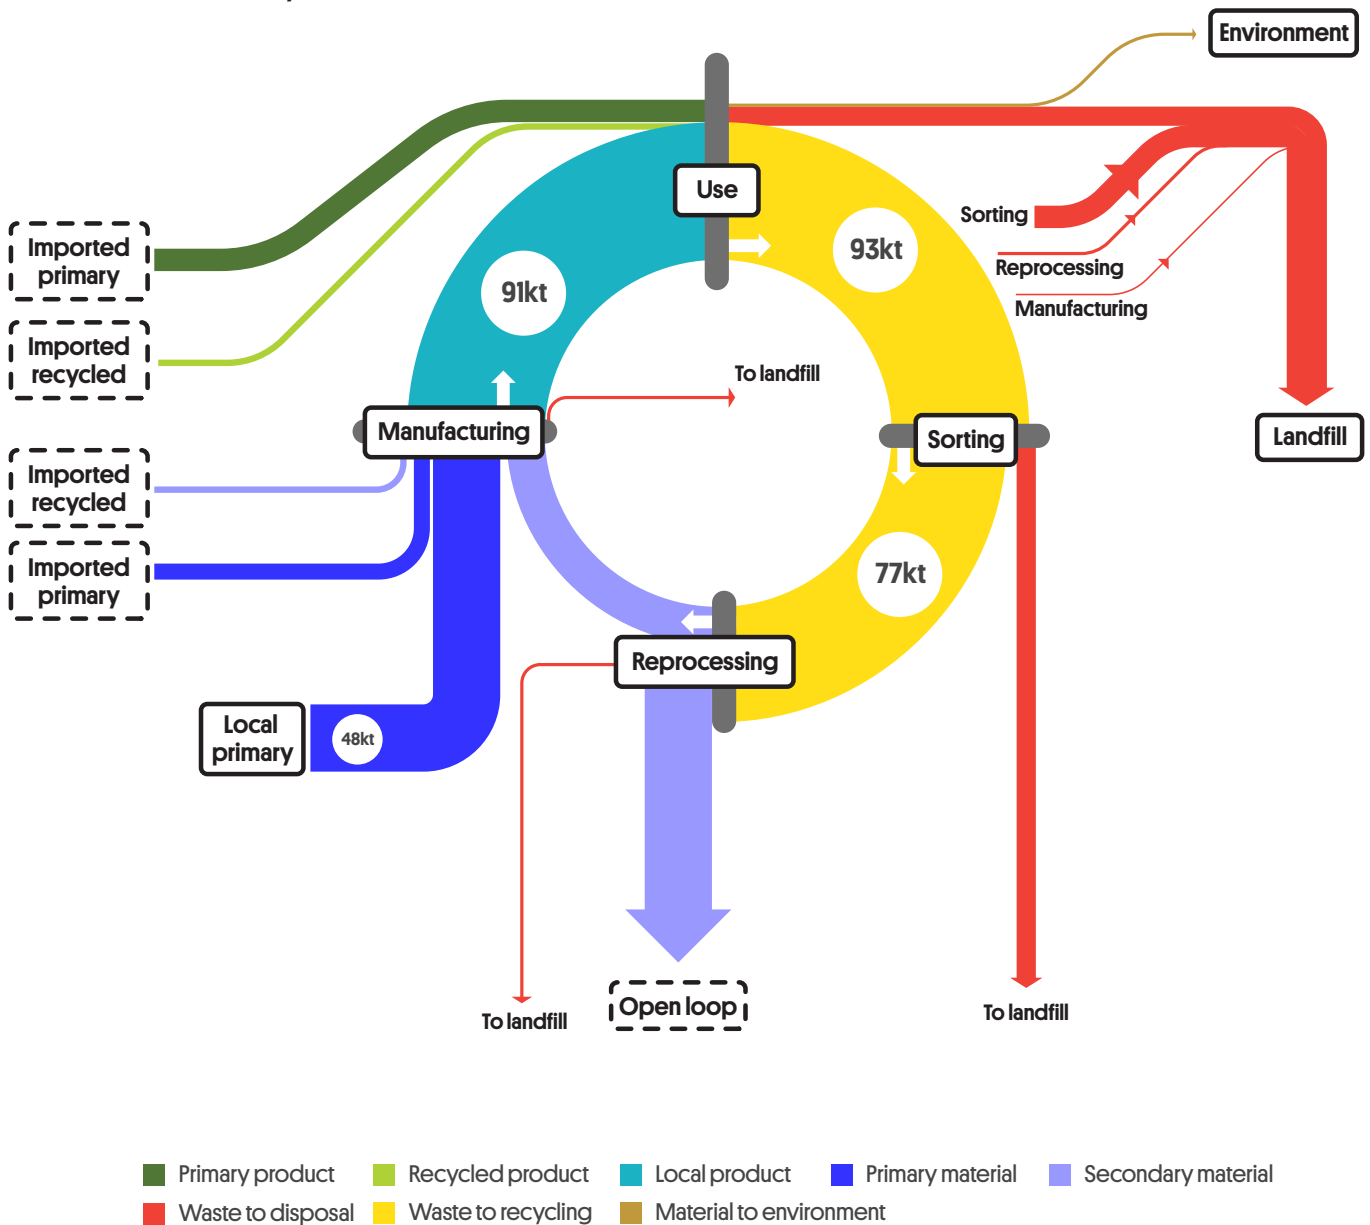 Environment
Use
93kt
Sorting
Imported
primary
Reprocessing
91kt
Manufacturing
Imported
recycled
To landfill
Manufacturing
Sorting
Landfill
Imported
recycled
Imported
primary
77kt
Reprocessing
Local
primary
48kt
Open loop
To landfill
To landfill
Primary product
Recycled product
Local product
Primary material
Secondary material
Waste to disposal
Waste to recycling
Material to environment